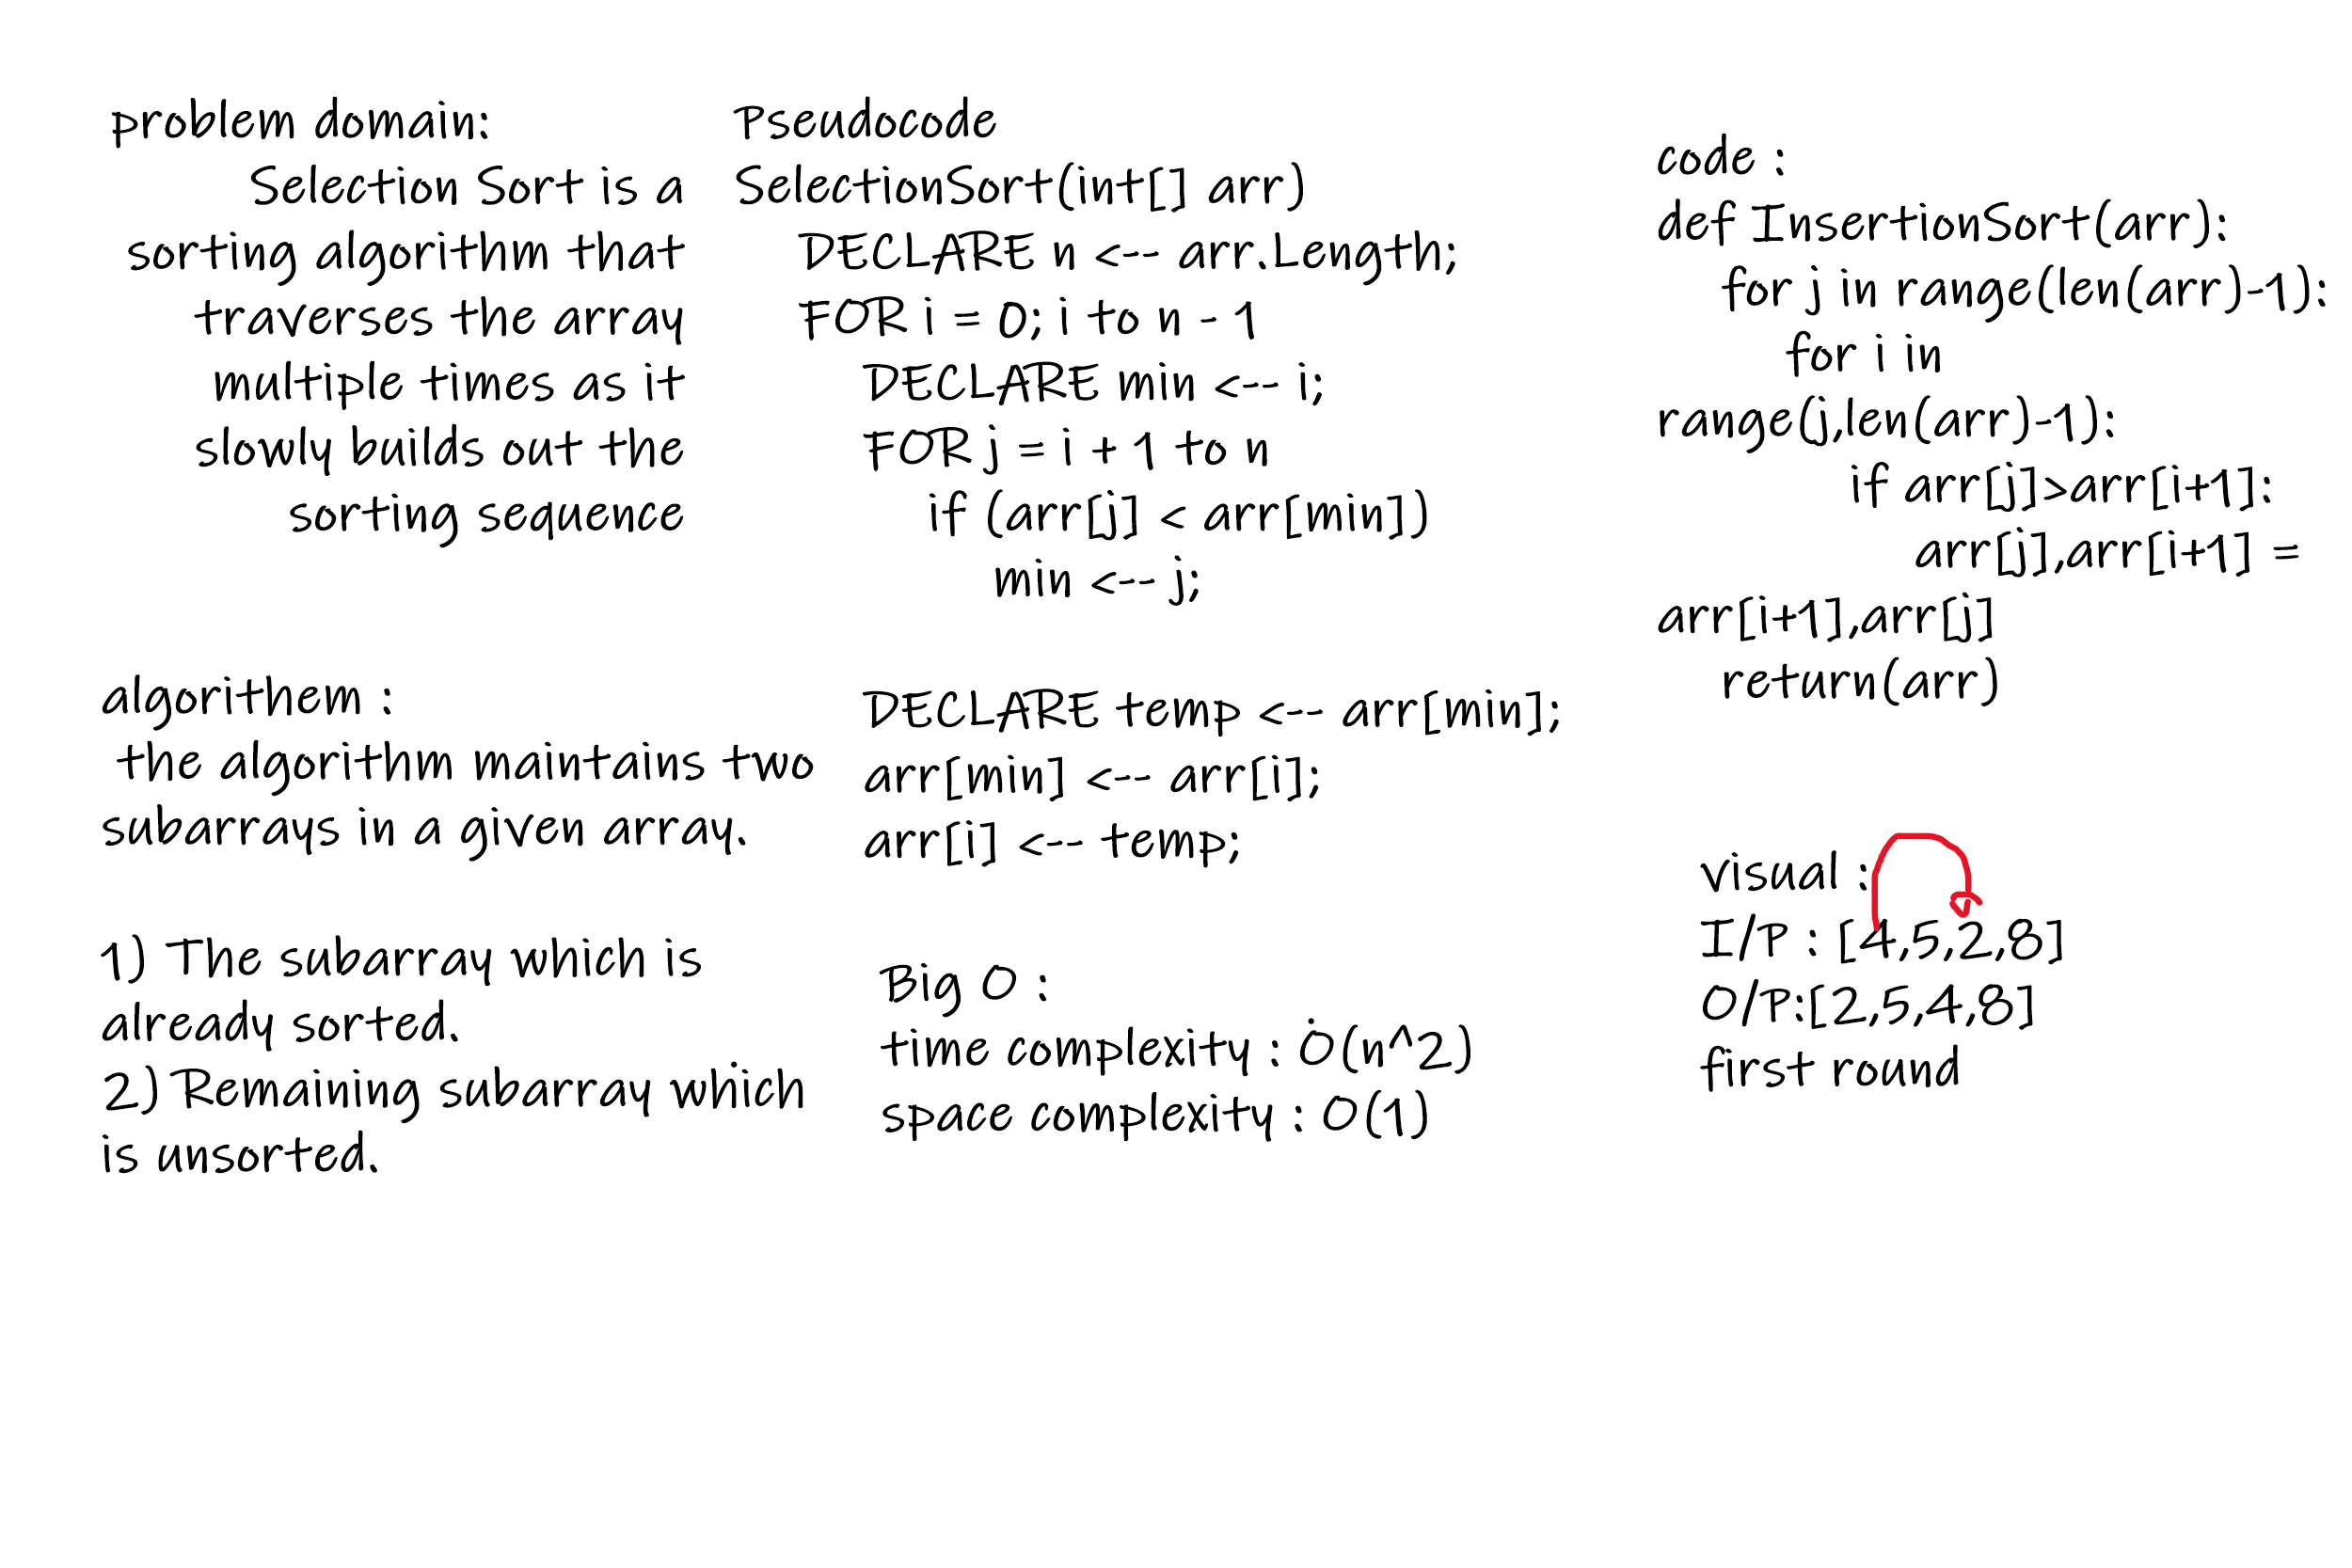 problem domain:
Selection Sort is a
sorting algorithm that
traverses the array
multiple times as it
slowly builds out the
sorting sequence
algorithem :
the algorithm maintains two
subarrays in a given array.
1) The subarray which is
already sorted.
2) Remaining subarray which
is unsorted.
Pseudocode
SelectionSort(int[] arr)
DECLARE n <-- arr.Length;
FOR i = 0; i to n - 1
DECLARE min <-- i;
FOR j = i + 1 to n
if (arr[j] < arr[min])
min <-- j;
DECLARE temp <-- arr[min];
arr[min] <-- arr[i];
arr[i] <-- temp;
Big O :
time complexity : O(n^2)
space complexity : O(1)
code :
def InsertionSort(arr):
for j in range(len(arr)-1):
for i in
range(j,len(arr)-1):
if arr[j]>arr[i+1]:
arr[j],arr[i+1] =
arr[i+1],arr[j]
return(arr)
visual :
I/P : [4,5,2,8]
O/P:[2,5,4,8]
first round